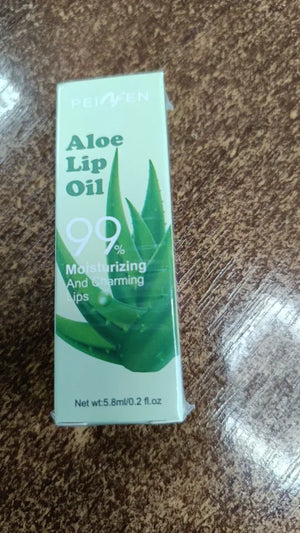 PEINIFEN
Aloe
Lip
Oil
99%
Moisturizing
And Charming
Lips
Net wt:5.8ml/0.2 fl.oz